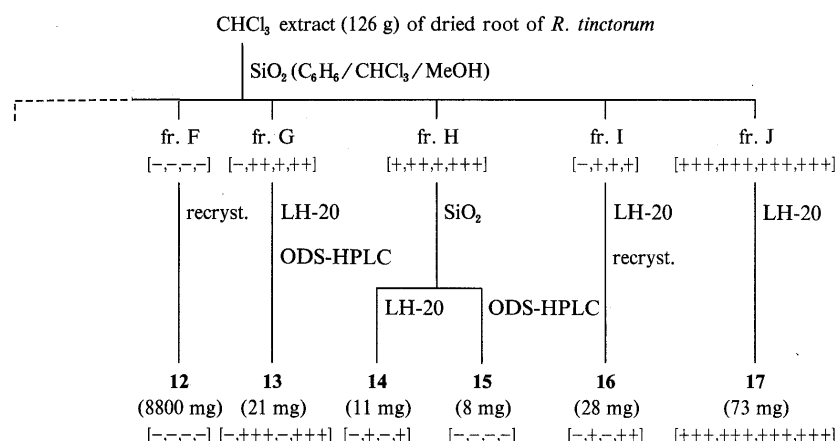 CHCl₃ extract (126 g) of dried root of R. tinctorum
SiO₂ (C₆H₆/CHCl₃/MeOH)
fr. F fr. G fr. H fr. I fr. J
[−,−,−,−] [−,++,+,++] [+,++,+,+++] [−,+,+,+] [+++,+++,+++,+++]
recryst. LH-20 SiO₂ LH-20 LH-20
ODS-HPLC recryst.
LH-20 ODS-HPLC
12 13 14 15 16 17
(8800 mg) (21 mg) (11 mg) (8 mg) (28 mg) (73 mg)
[−,−,−,−] [−,+++,−,+++] [−,+,−,+] [−,−,−,−] [−,+,−,++] [+++,+++,+++,+++]